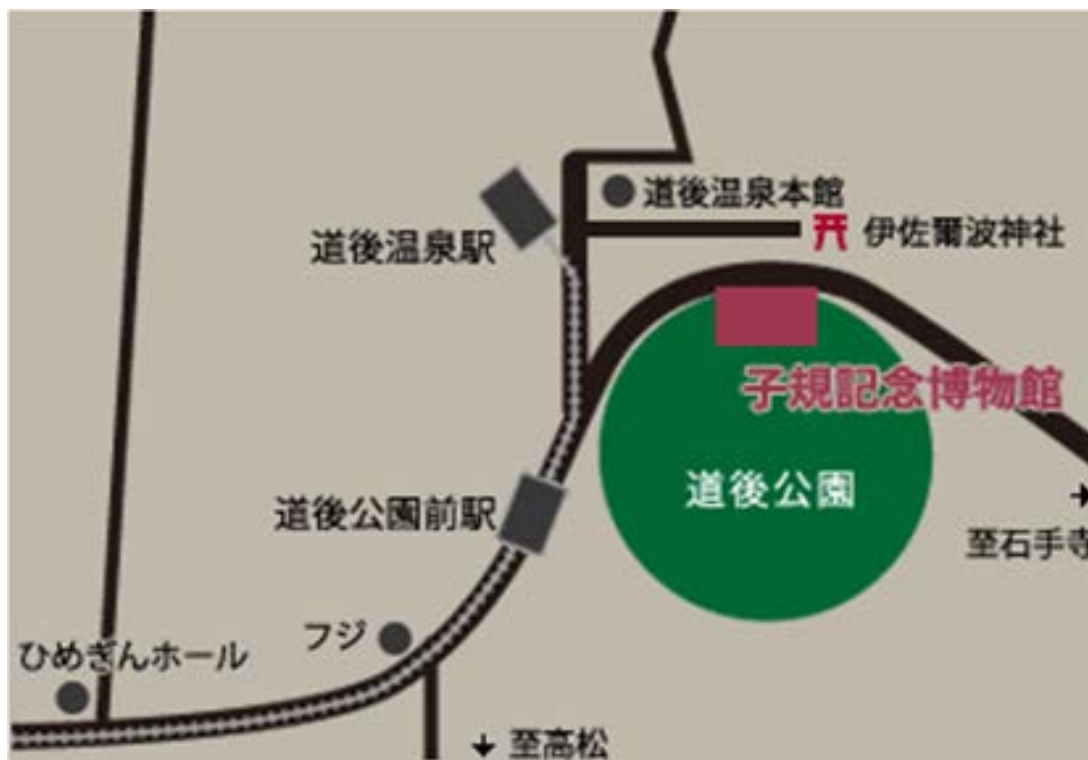 道後温泉本館
伊佐爾波神社
道後温泉駅
子規記念博物館
道後公園
道後公園前駅
至石手寺
フジ
ひめぎんホール
至高松